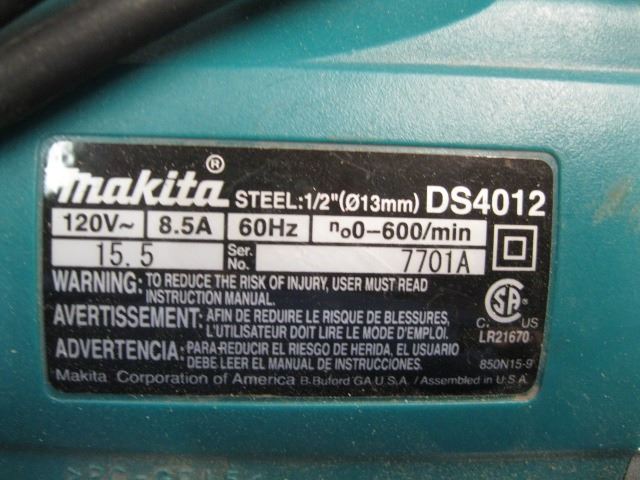 makita® STEEL:1/2"(Ø13mm) DS4012
120V~ 8.5A 60Hz no0-600/min
15.5 Ser. No. 7701A
WARNING: TO REDUCE THE RISK OF INJURY, USER MUST READ
INSTRUCTION MANUAL.
AVERTISSEMENT: AFIN DE REDUIRE LE RISQUE DE BLESSURES,
L'UTILISATEUR DOIT LIRE LE MODE D'EMPLOI.
ADVERTENCIA: PARA REDUCIR EL RIESGO DE HERIDA, EL USUARIO
DEBE LEER EL MANUAL DE INSTRUCCIONES.
SA
C. US
LR21670
850N15-9
Makita Corporation of America B-Buford GA U.S.A. / Assembled in U.S.A.